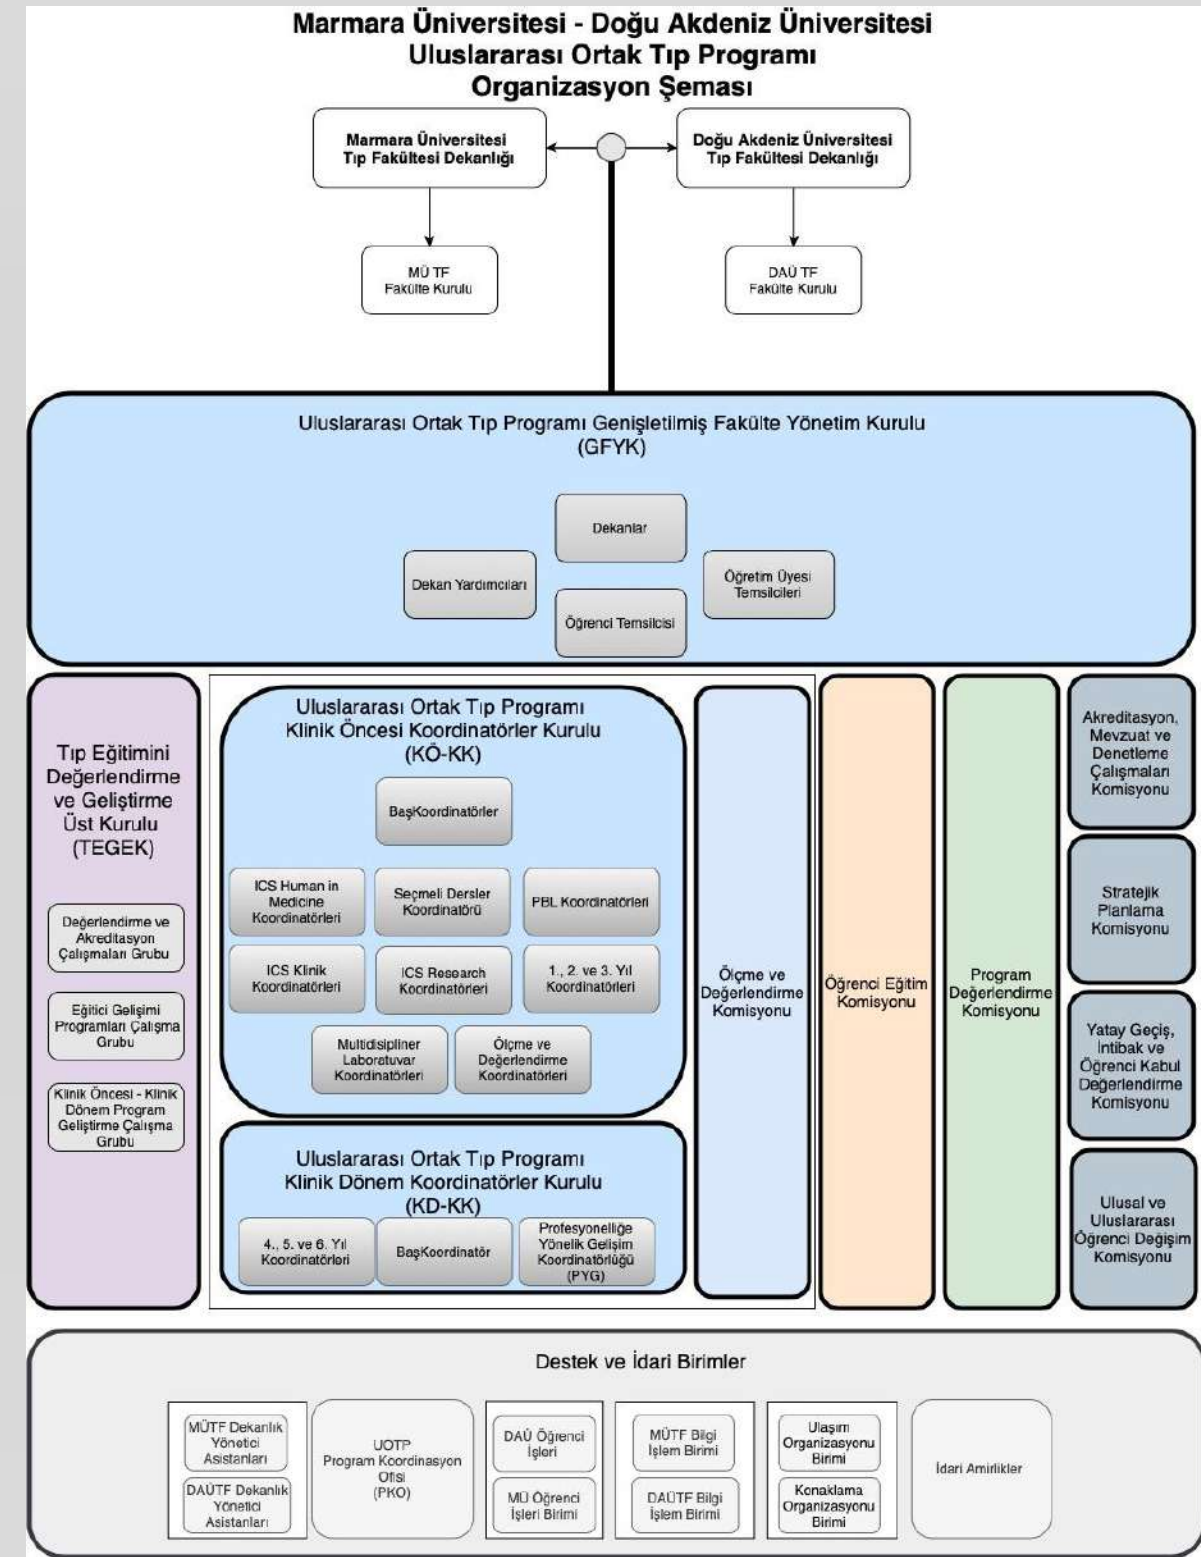 Marmara Üniversitesi - Doğu Akdeniz Üniversitesi
Uluslararası Ortak Tıp Programı
Organizasyon Şeması
Marmara Üniversitesi
Tıp Fakültesi Dekanlığı
Doğu Akdeniz Üniversitesi
Tıp Fakültesi Dekanlığı
MÜ TF
Fakülte Kurulu
DAÜ TF
Fakülte Kurulu
Uluslararası Ortak Tıp Programı Genişletilmiş Fakülte Yönetim Kurulu
(GFYK)
Dekanlar
Dekan Yardımcıları
Öğretim Üyesi
Temsilcileri
Öğrenci Temsilcisi
Tıp Eğitimini
Değerlendirme
ve Geliştirme
Üst Kurulu
(TEGEK)
Değerlendirme ve
Akreditasyon
Çalışmaları Grubu
Eğitici Gelişimi
Programları Çalışma
Grubu
Klinik Öncesi - Klinik
Dönem Program
Geliştirme Çalışma
Grubu
Uluslararası Ortak Tıp Programı
Klinik Öncesi Koordinatörler Kurulu
(KÖ-KK)
BaşKoordinatörler
ICS Human in
Medicine
Koordinatörleri
Seçmeli Dersler
Koordinatörü
PBL Koordinatörleri
ICS Klinik
Koordinatörleri
ICS Research
Koordinatörleri
1., 2. ve 3. Yıl
Koordinatörleri
Multidisipliner
Laboratuvar
Koordinatörleri
Ölçme ve
Değerlendirme
Koordinatörleri
Uluslararası Ortak Tıp Programı
Klinik Dönem Koordinatörler Kurulu
(KD-KK)
4., 5. ve 6. Yıl
Koordinatörleri
BaşKoordinatör
Profesyonelliğe
Yönelik Gelişim
Koordinatörlüğü
(PYG)
Ölçme ve
Değerlendirme
Komisyonu
Öğrenci Eğitim
Komisyonu
Program
Değerlendirme
Komisyonu
Akreditasyon,
Mevzuat ve
Denetleme
Çalışmaları
Komisyonu
Stratejik
Planlama
Komisyonu
Yatay Geçiş,
İntibak ve
Öğrenci Kabul
Değerlendirme
Komisyonu
Ulusal ve
Uluslararası
Öğrenci Değişim
Komisyonu
Destek ve İdari Birimler
MÜTF Dekanlık
Yönetici
Asistanları
DAÜTF Dekanlık
Yönetici
Asistanları
UOTP
Program Koordinasyon
Ofisi
(PKO)
DAÜ Öğrenci
İşleri
MÜ Öğrenci
İşleri Birimi
MÜTF Bilgi
İşlem Birimi
DAÜTF Bilgi
İşlem Birimi
Ulaşım
Organizasyonu
Birimi
Konaklama
Organizasyonu
Birimi
İdari Amirlikler